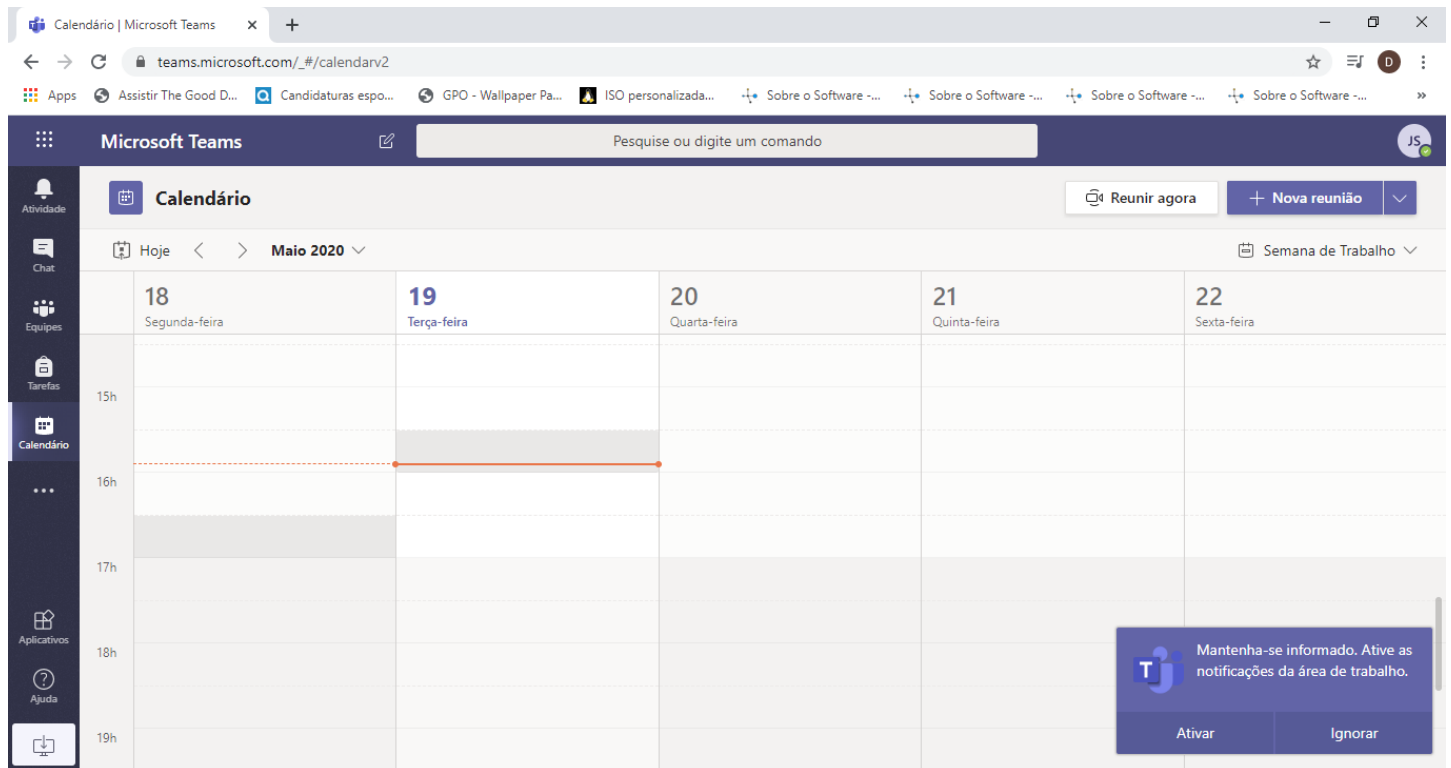 Calendário | Microsoft Teams
teams.microsoft.com/_#/calendarv2
D
Apps Assistir The Good D... Candidaturas espo... GPO - Wallpaper Pa... ISO personalizada... Sobre o Software -... Sobre o Software -... Sobre o Software -... Sobre o Software -... »
Microsoft Teams Pesquise ou digite um comando JS
Atividade
Calendário Reunir agora + Nova reunião
Chat
Hoje Maio 2020 Semana de Trabalho
Equipes
18 19 20 21 22
Segunda-feira Terça-feira Quarta-feira Quinta-feira Sexta-feira
Tarefas
15h
Calendário
16h
17h
Aplicativos
18h
Ajuda
19h
T
Mantenha-se informado. Ative as
notificações da área de trabalho.
Ativar Ignorar